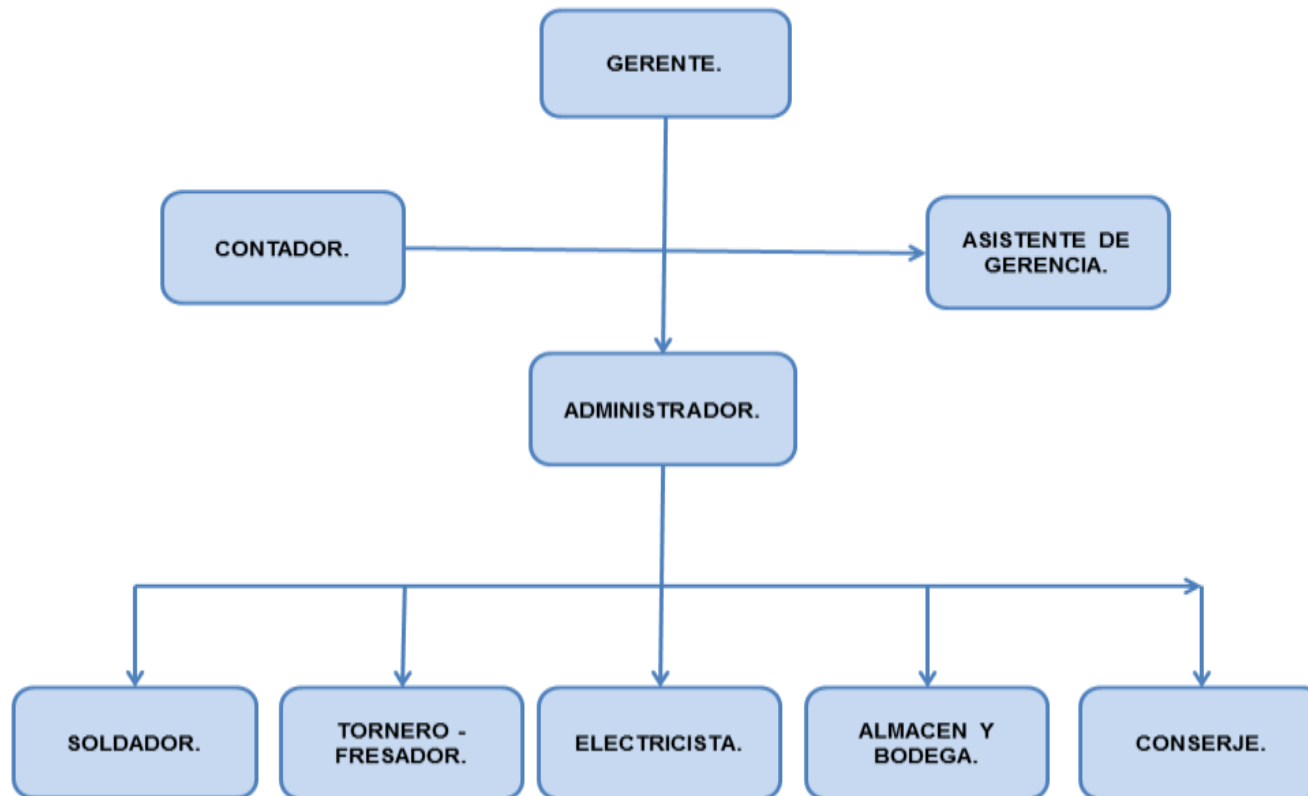 GERENTE.
CONTADOR.
ASISTENTE DE
GERENCIA.
ADMINISTRADOR.
SOLDADOR.
TORNERO -
FRESADOR.
ELECTRICISTA.
ALMACEN Y
BODEGA.
CONSERJE.